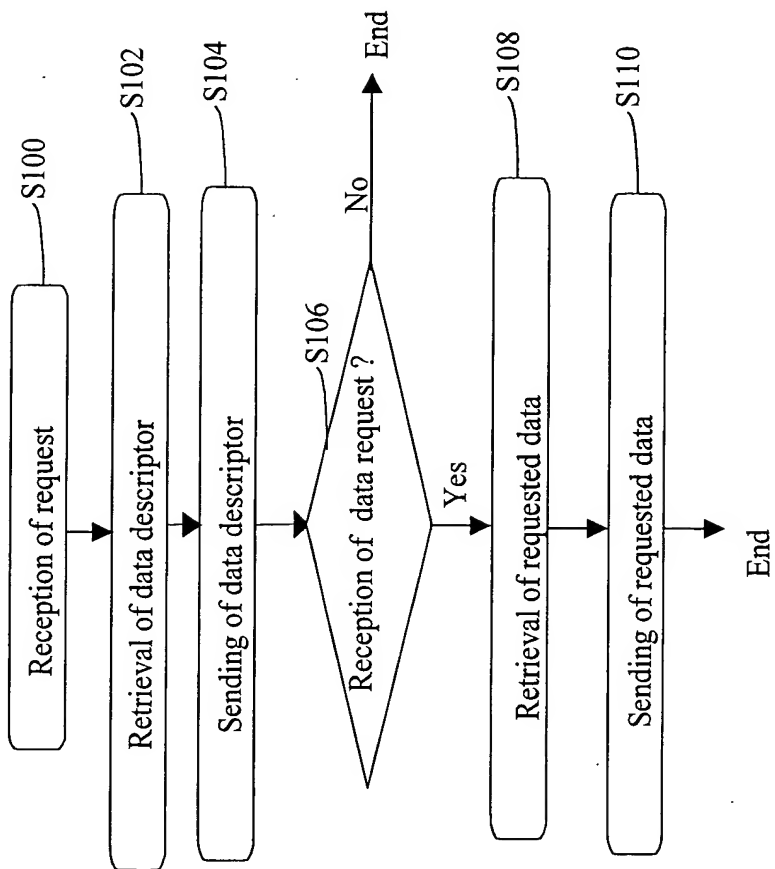 S100
Reception of request
S102
Retrieval of data descriptor
S104
Sending of data descriptor
S106
Reception of data request ?
No
End
Yes
S108
Retrieval of requested data
S110
Sending of requested data
End